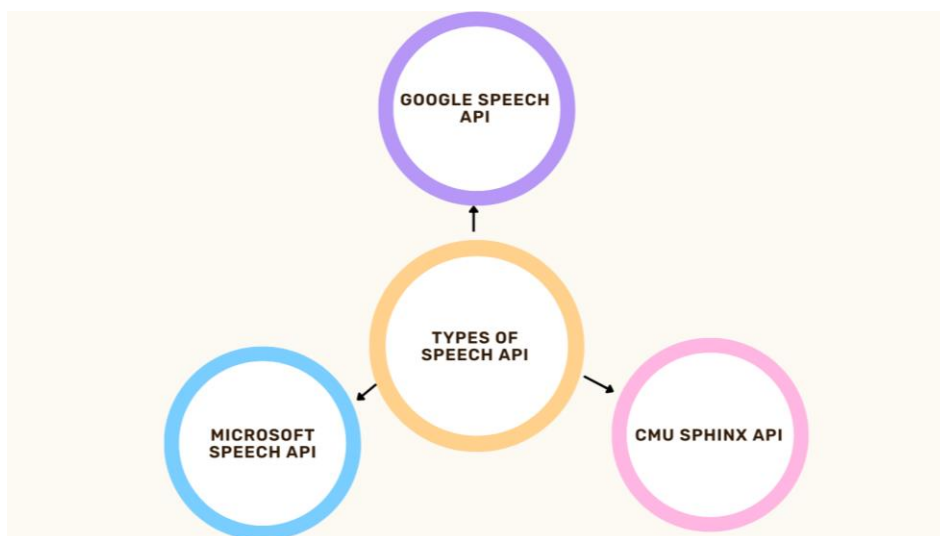 GOOGLE SPEECH
API
TYPES OF
SPEECH API
MICROSOFT
SPEECH API
CMU SPHINX API